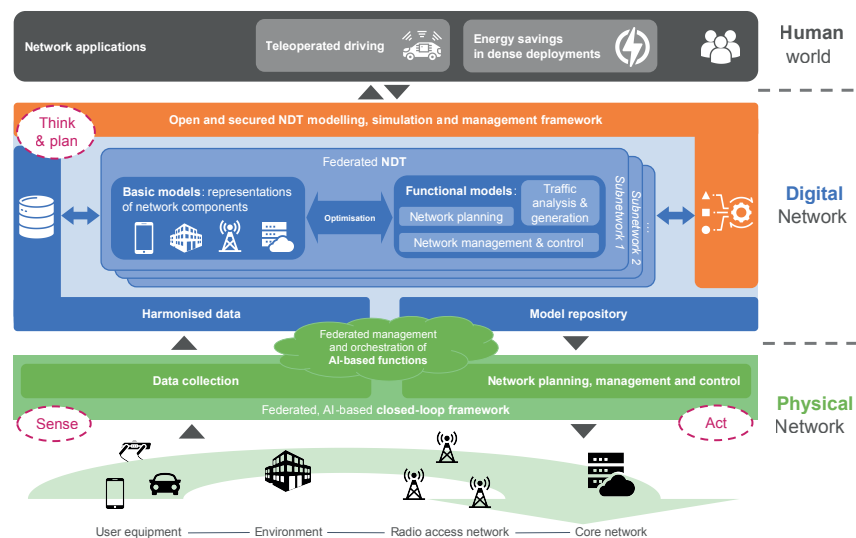 Network applications
Teleoperated driving
Energy savings
in dense deployments
Human
world
Think
& plan
Open and secured NDT modelling, simulation and management framework
Federated NDT
Basic models: representations
of network components
Optimisation
Functional models:
Traffic
analysis &
generation
Network planning
Network management & control
Subnetwork 1
Subnetwork 2
...
Digital
Network
Harmonised data
Model repository
Federated management
and orchestration of
AI-based functions
Data collection
Network planning, management and control
Federated, AI-based closed-loop framework
Sense
Act
Physical
Network
User equipment
Environment
Radio access network
Core network